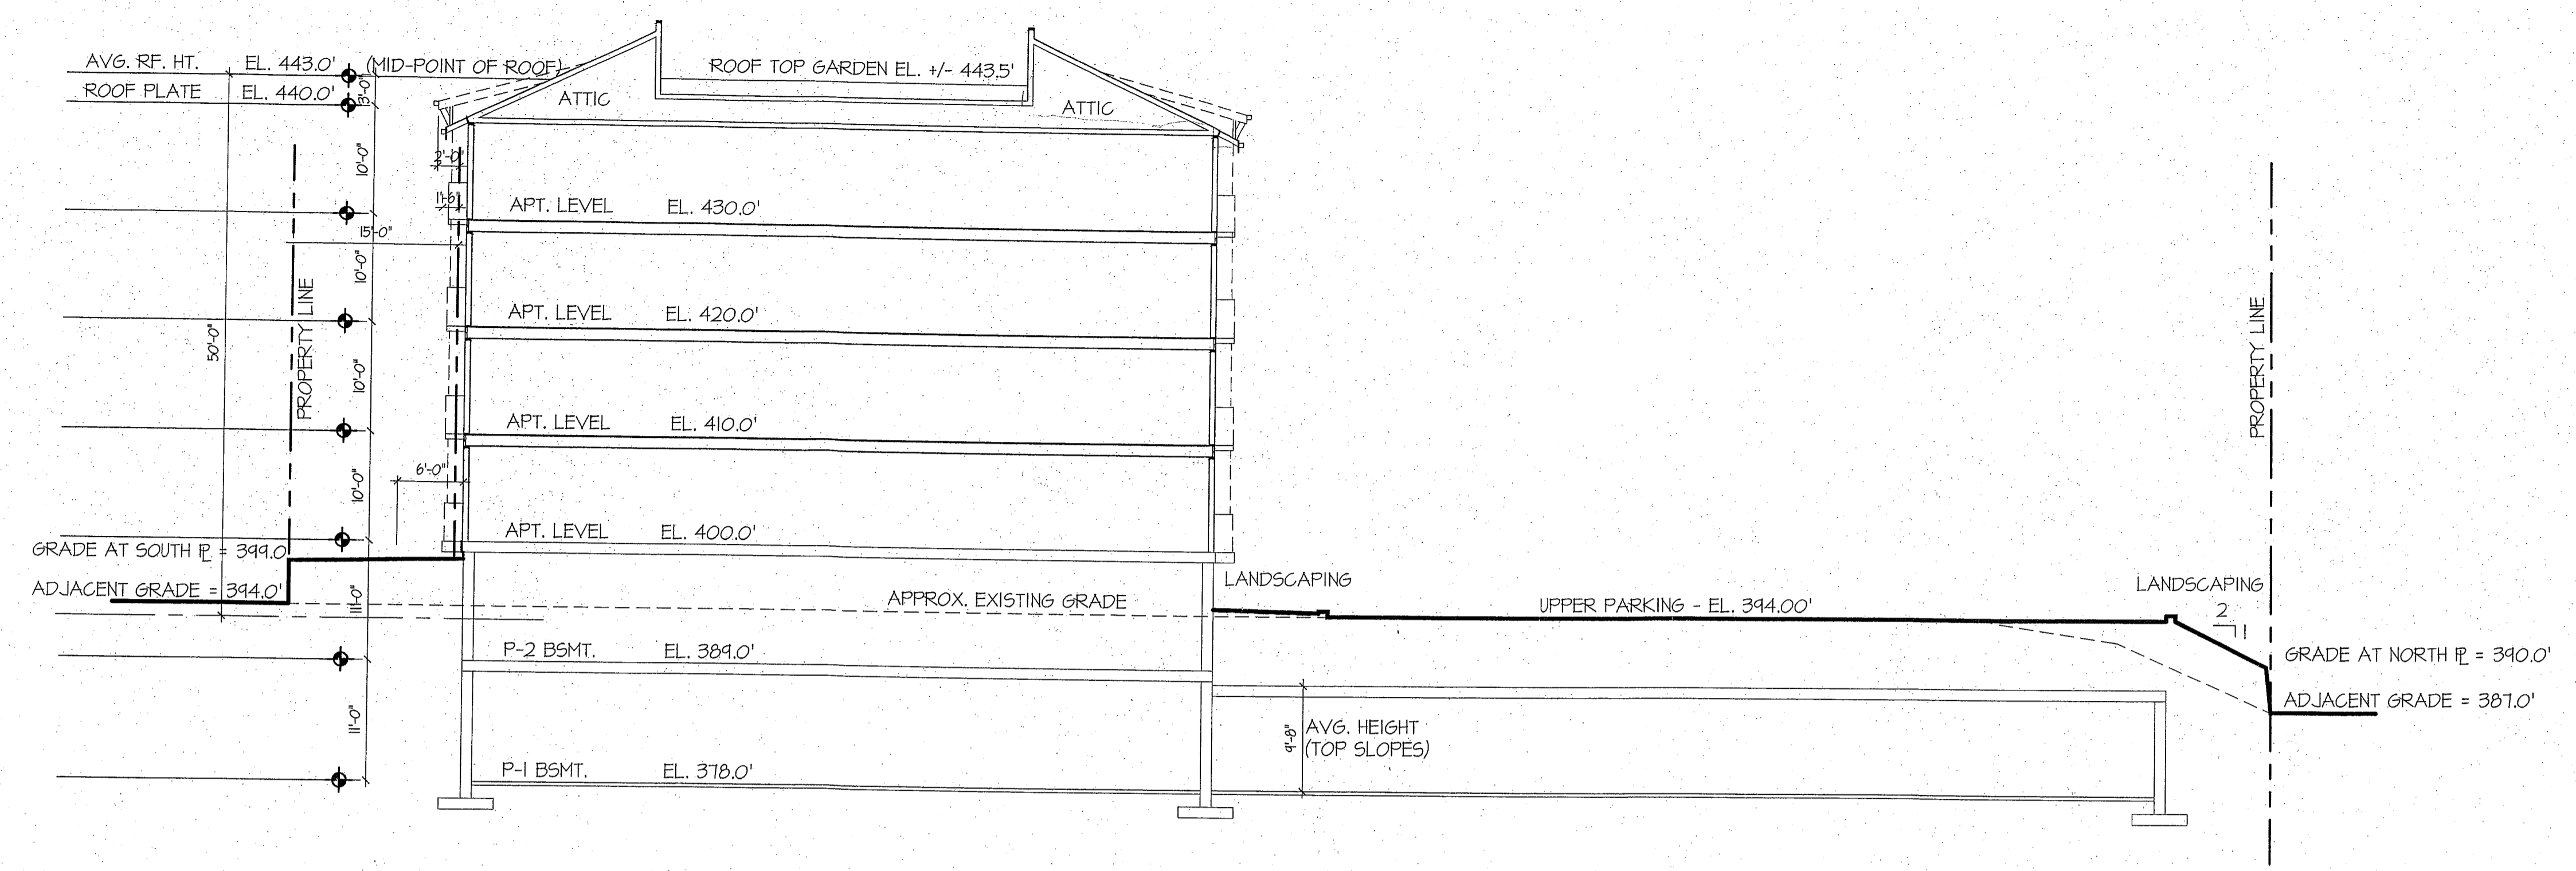 AVG. RF. HT. EL. 443.0' (MID-POINT OF ROOF)
ROOF TOP GARDEN EL. +/- 443.5'
ROOF PLATE EL. 440.0'
3'-0"
ATTIC
ATTIC
10'-0"
2'-0"
1'-6"
APT. LEVEL EL. 430.0'
15'-0"
10'-0"
PROPERTY LINE
APT. LEVEL EL. 420.0'
50'-0"
10'-0"
PROPERTY LINE
APT. LEVEL EL. 410.0'
6'-0"
10'-0"
APT. LEVEL EL. 400.0'
GRADE AT SOUTH PL = 399.0
ADJACENT GRADE = 394.0'
11'-0"
APPROX. EXISTING GRADE
LANDSCAPING
UPPER PARKING - EL. 394.00'
LANDSCAPING
2
1
GRADE AT NORTH PL = 390.0'
ADJACENT GRADE = 387.0'
P-2 BSMT. EL. 389.0'
11'-0"
9'-8"
AVG. HEIGHT
(TOP SLOPES)
P-1 BSMT. EL. 378.0'